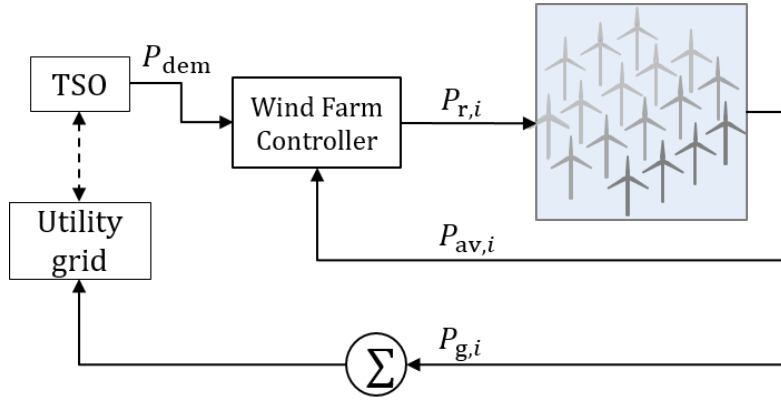 TSO
P_dem
Wind Farm
Controller
P_r,i
Utility
grid
P_av,i
P_g,i
Σ